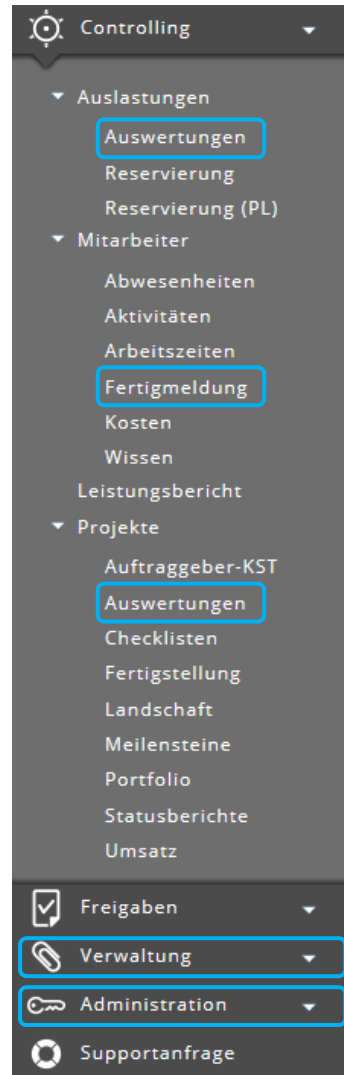 Controlling
Auslastungen
Auswertungen
Reservierung
Reservierung (PL)
Mitarbeiter
Abwesenheiten
Aktivitäten
Arbeitszeiten
Fertigmeldung
Kosten
Wissen
Leistungsbericht
Projekte
Auftraggeber-KST
Auswertungen
Checklisten
Fertigstellung
Landschaft
Meilensteine
Portfolio
Statusberichte
Umsatz
Freigaben
Verwaltung
Administration
Supportanfrage